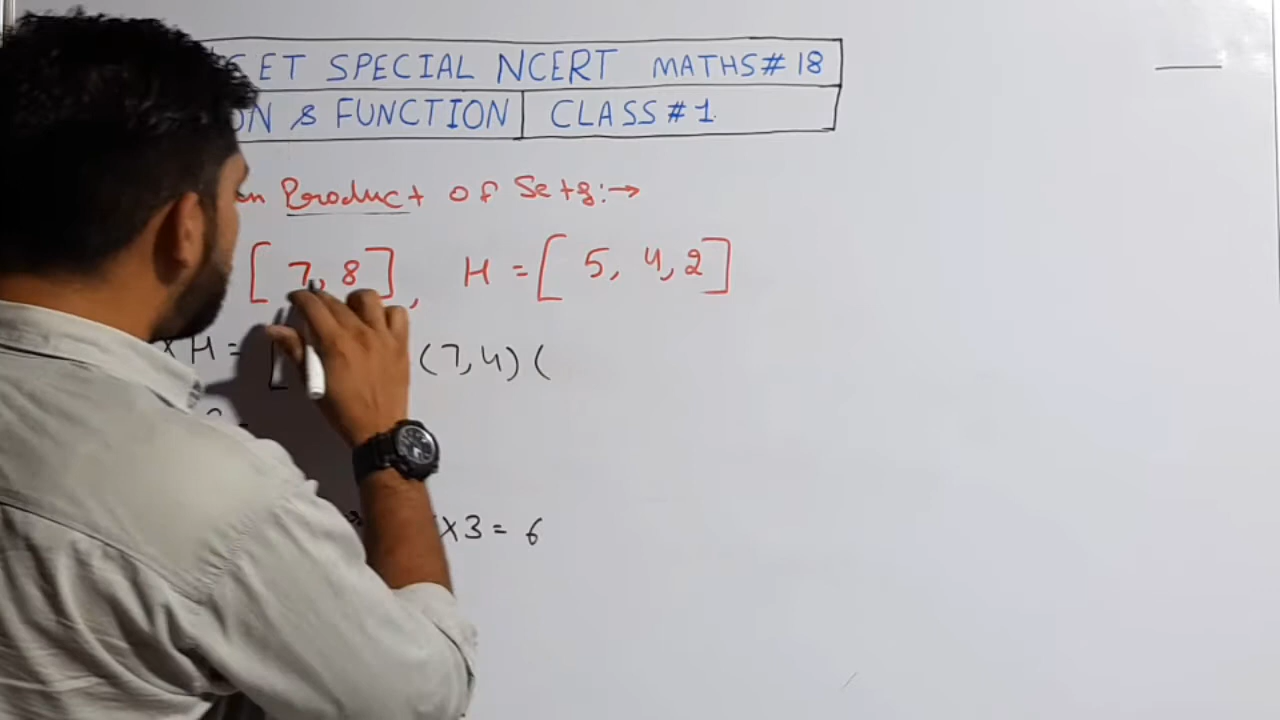 ET SPECIAL NCERT MATHS#18
ON & FUNCTION CLASS#1.
Product of Sets:→
[7,8], H = [5, 4,2]
X H = [ (7,4) (
X3 = 6